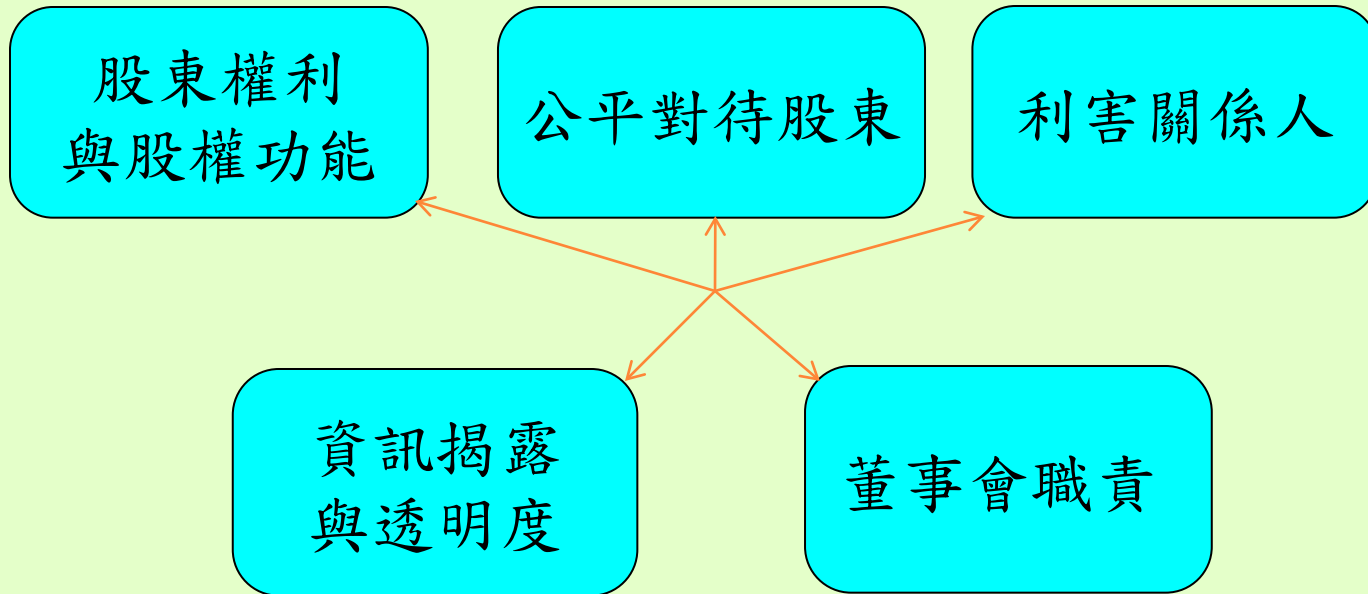 股東權利
與股權功能
公平對待股東
利害關係人
資訊揭露
與透明度
董事會職責